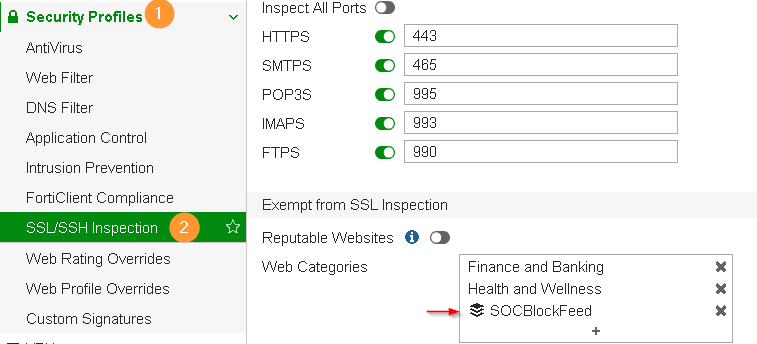 Security Profiles 1
AntiVirus
Web Filter
DNS Filter
Application Control
Intrusion Prevention
FortiClient Compliance
SSL/SSH Inspection 2
Web Rating Overrides
Web Profile Overrides
Custom Signatures
Inspect All Ports
HTTPS 443
SMTPS 465
POP3S 995
IMAPS 993
FTPS 990
Exempt from SSL Inspection
Reputable Websites
Web Categories
Finance and Banking
Health and Wellness
SOCBlockFeed
+